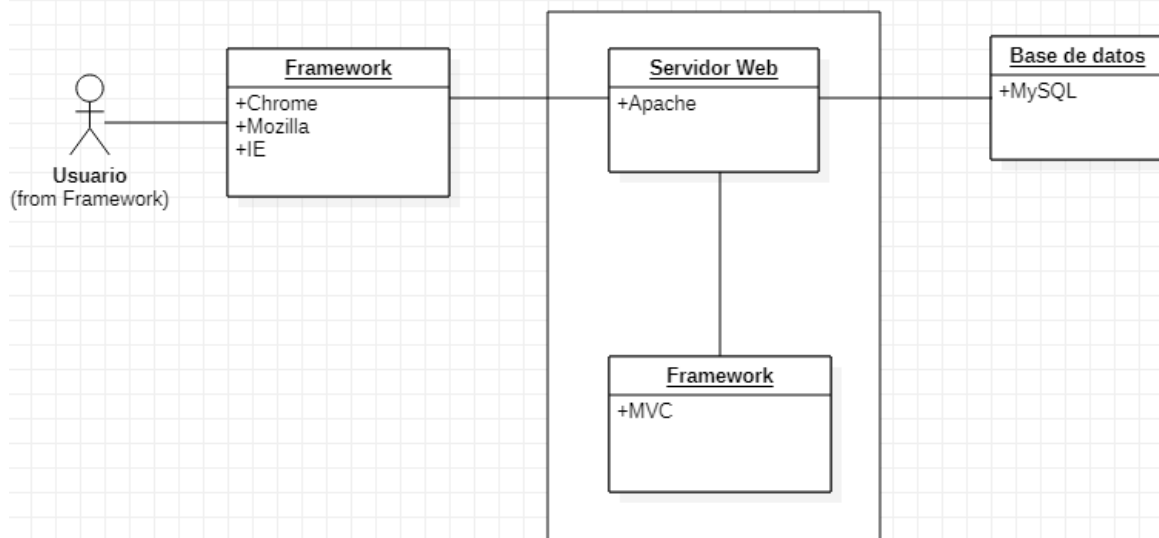 Framework
+Chrome
+Mozilla
+IE
Usuario
(from Framework)
Servidor Web
+Apache
Base de datos
+MySQL
Framework
+MVC